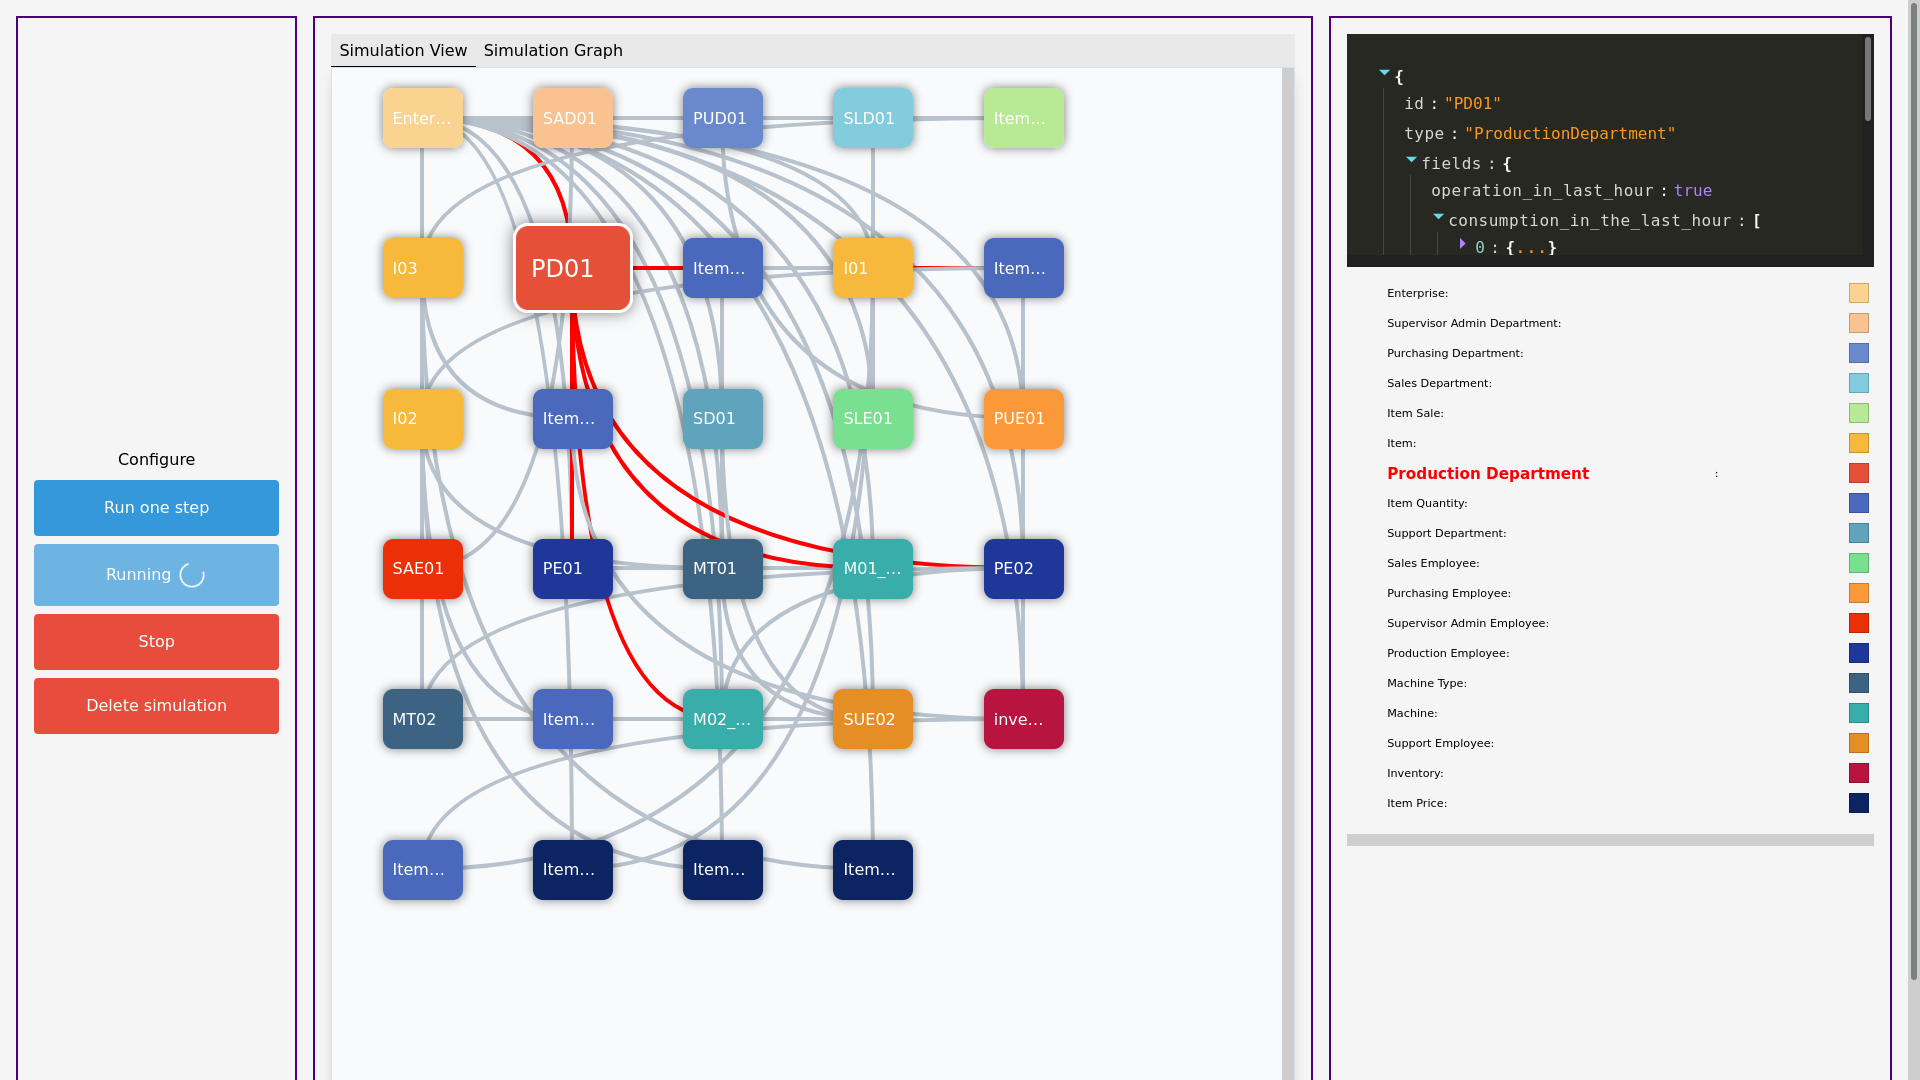 Configure
Run one step
Running
Stop
Delete simulation
Simulation View Simulation Graph
Enter... SAD01 PUD01 SLD01 Item...
I03 PD01 Item... I01 Item...
I02 Item... SD01 SLE01 PUE01
SAE01 PE01 MT01 M01_... PE02
MT02 Item... M02_... SUE02 inve...
Item... Item... Item... Item...
{
id : "PD01"
type : "ProductionDepartment"
fields : {
operation_in_last_hour : true
consumption_in_the_last_hour : [
0 : {...}
Enterprise:
Supervisor Admin Department:
Purchasing Department:
Sales Department:
Item Sale:
Item:
Production Department :
Item Quantity:
Support Department:
Sales Employee:
Purchasing Employee:
Supervisor Admin Employee:
Production Employee:
Machine Type:
Machine:
Support Employee:
Inventory:
Item Price: